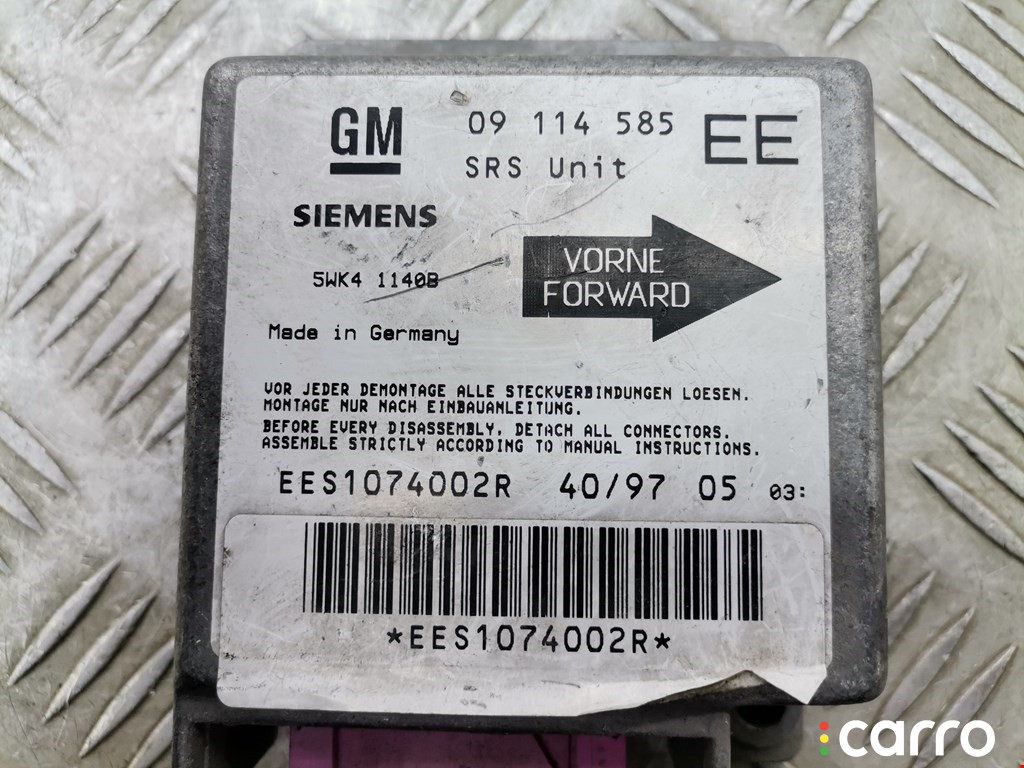 GM 09 114 585 EE
SRS Unit
SIEMENS
VORNE
FORWARD
5WK4 1140B
Made in Germany
VOR JEDER DEMONTAGE ALLE STECKVERBINDUNGEN LOESEN.
MONTAGE NUR NACH EINBAUANLEITUNG.
BEFORE EVERY DISASSEMBLY, DETACH ALL CONNECTORS.
ASSEMBLE STRICTLY ACCORDING TO MANUAL INSTRUCTIONS.
EES1074002R 40/97 05 03:
*EES1074002R*
carro